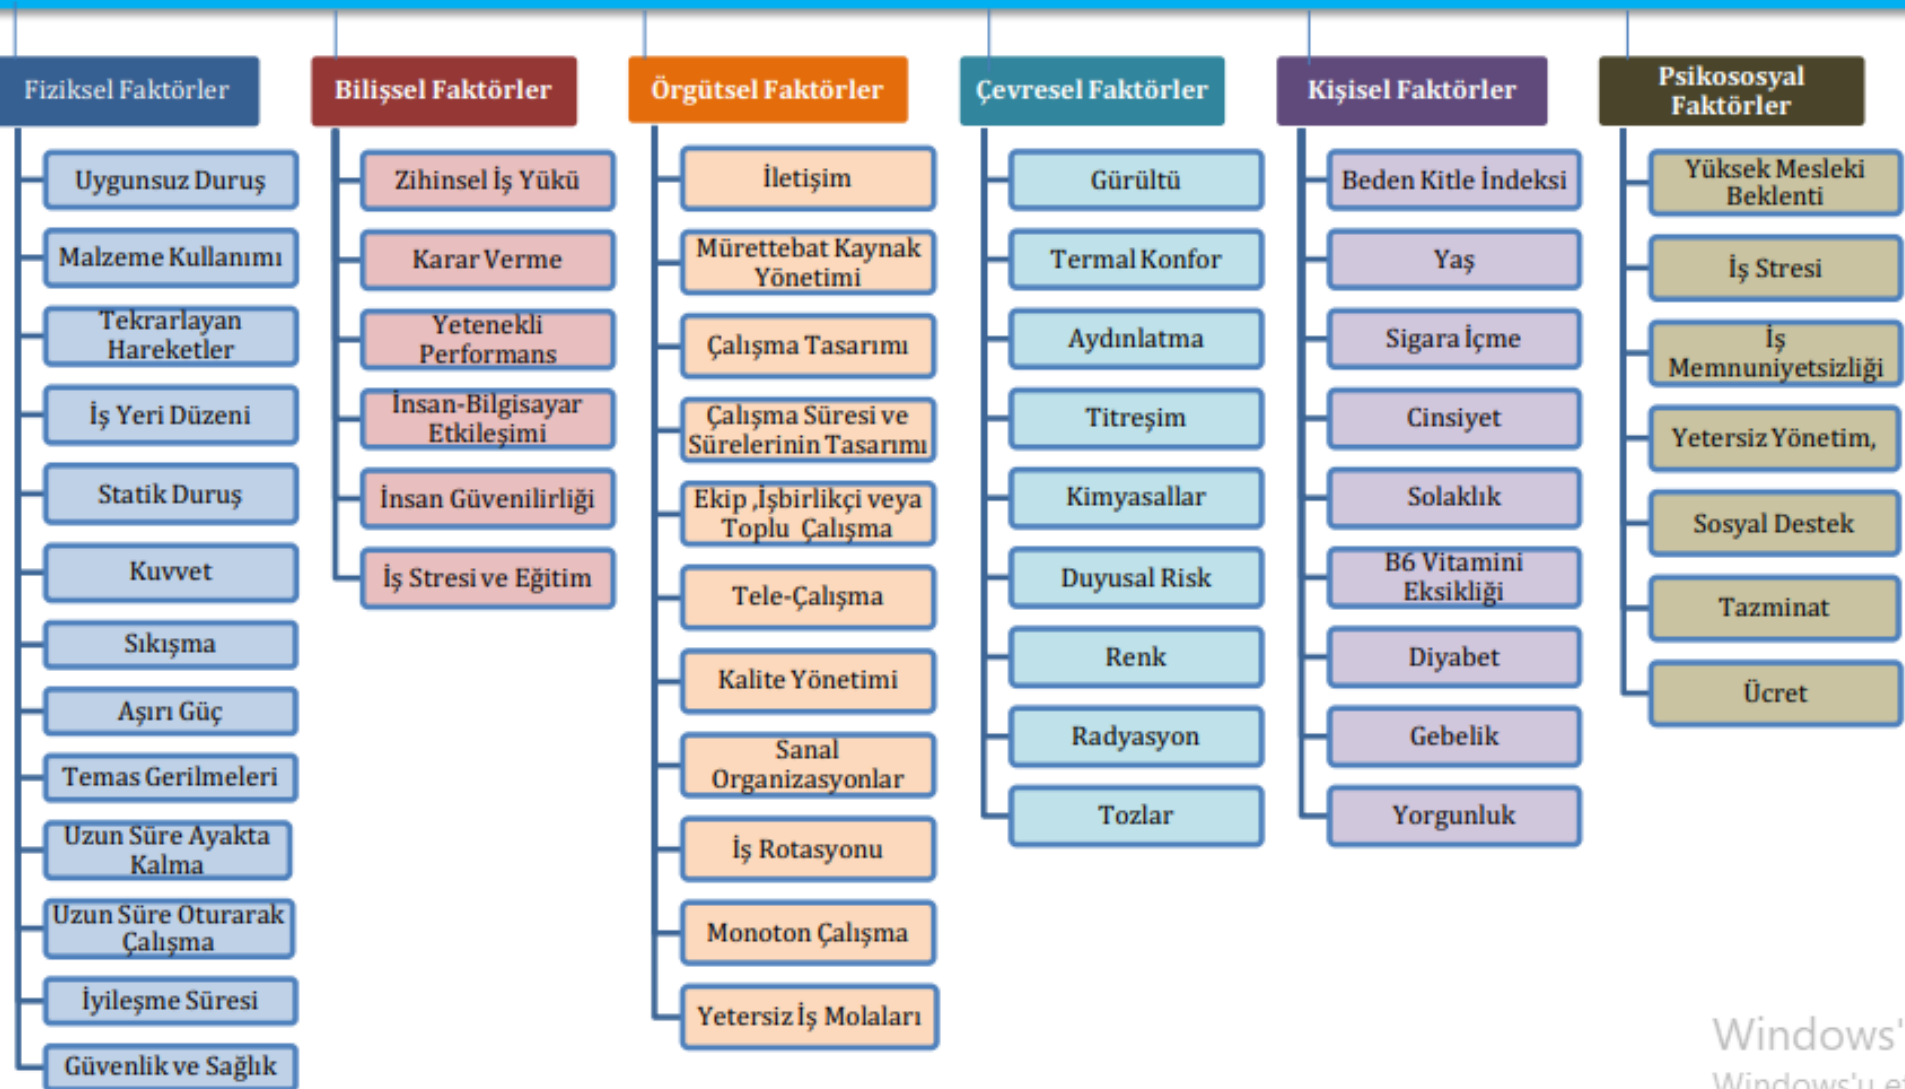 Fiziksel Faktörler
Uygunsuz Duruş
Malzeme Kullanımı
Tekrarlayan
Hareketler
İş Yeri Düzeni
Statik Duruş
Kuvvet
Sıkışma
Aşırı Güç
Temas Gerilmeleri
Uzun Süre Ayakta
Kalma
Uzun Süre Oturarak
Çalışma
İyileşme Süresi
Güvenlik ve Sağlık
Bilişsel Faktörler
Zihinsel İş Yükü
Karar Verme
Yetenekli
Performans
İnsan-Bilgisayar
Etkileşimi
İnsan Güvenilirliği
İş Stresi ve Eğitim
Örgütsel Faktörler
İletişim
Mürettebat Kaynak
Yönetimi
Çalışma Tasarımı
Çalışma Süresi ve
Sürelerinin Tasarımı
Ekip ,İşbirlikçi veya
Toplu Çalışma
Tele-Çalışma
Kalite Yönetimi
Sanal
Organizasyonlar
İş Rotasyonu
Monoton Çalışma
Yetersiz İş Molaları
Çevresel Faktörler
Gürültü
Termal Konfor
Aydınlatma
Titreşim
Kimyasallar
Duyusal Risk
Renk
Radyasyon
Tozlar
Kişisel Faktörler
Beden Kitle İndeksi
Yaş
Sigara İçme
Cinsiyet
Solaklık
B6 Vitamini
Eksikliği
Diyabet
Gebelik
Yorgunluk
Psikososyal
Faktörler
Yüksek Mesleki
Beklenti
İş Stresi
İş
Memnuniyetsizliği
Yetersiz Yönetim,
Sosyal Destek
Tazminat
Ücret
Windows'
Windows'u